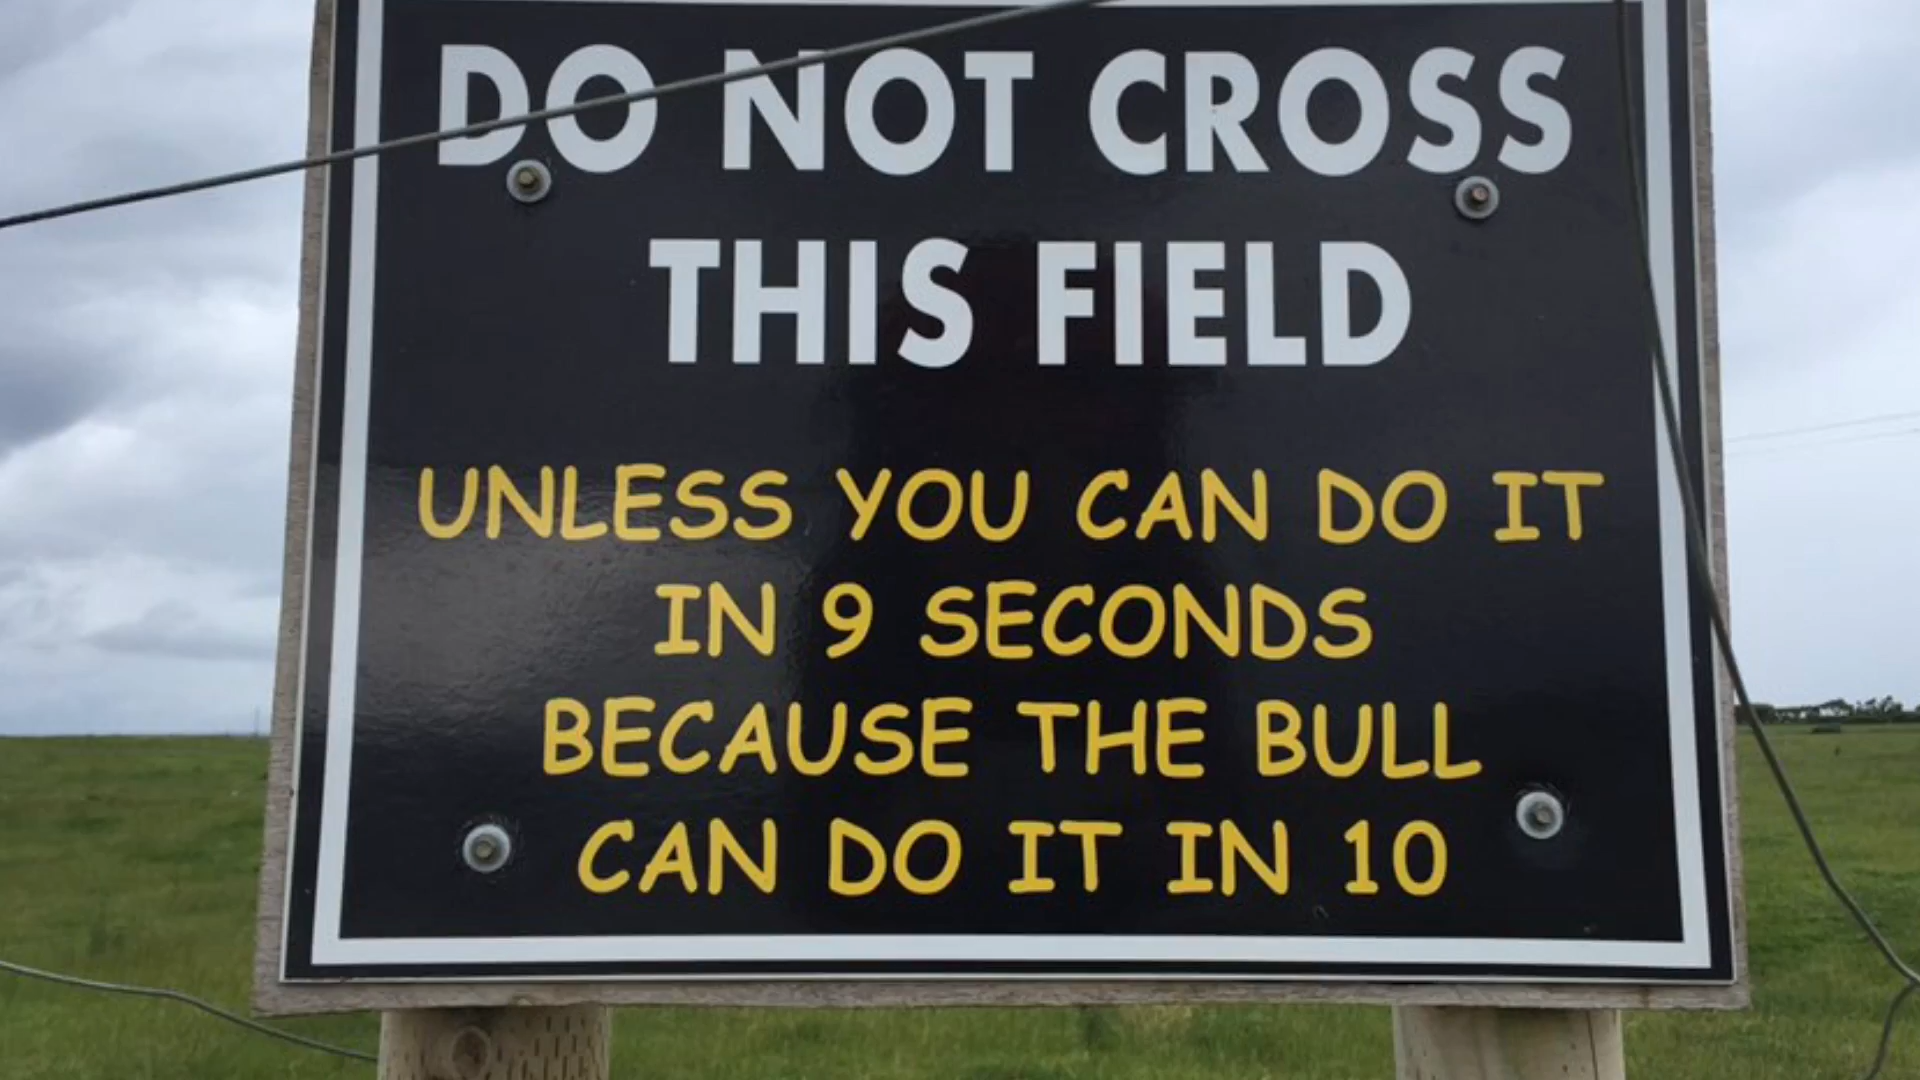 DO NOT CROSS
THIS FIELD
UNLESS YOU CAN DO IT
IN 9 SECONDS
BECAUSE THE BULL
CAN DO IT IN 10